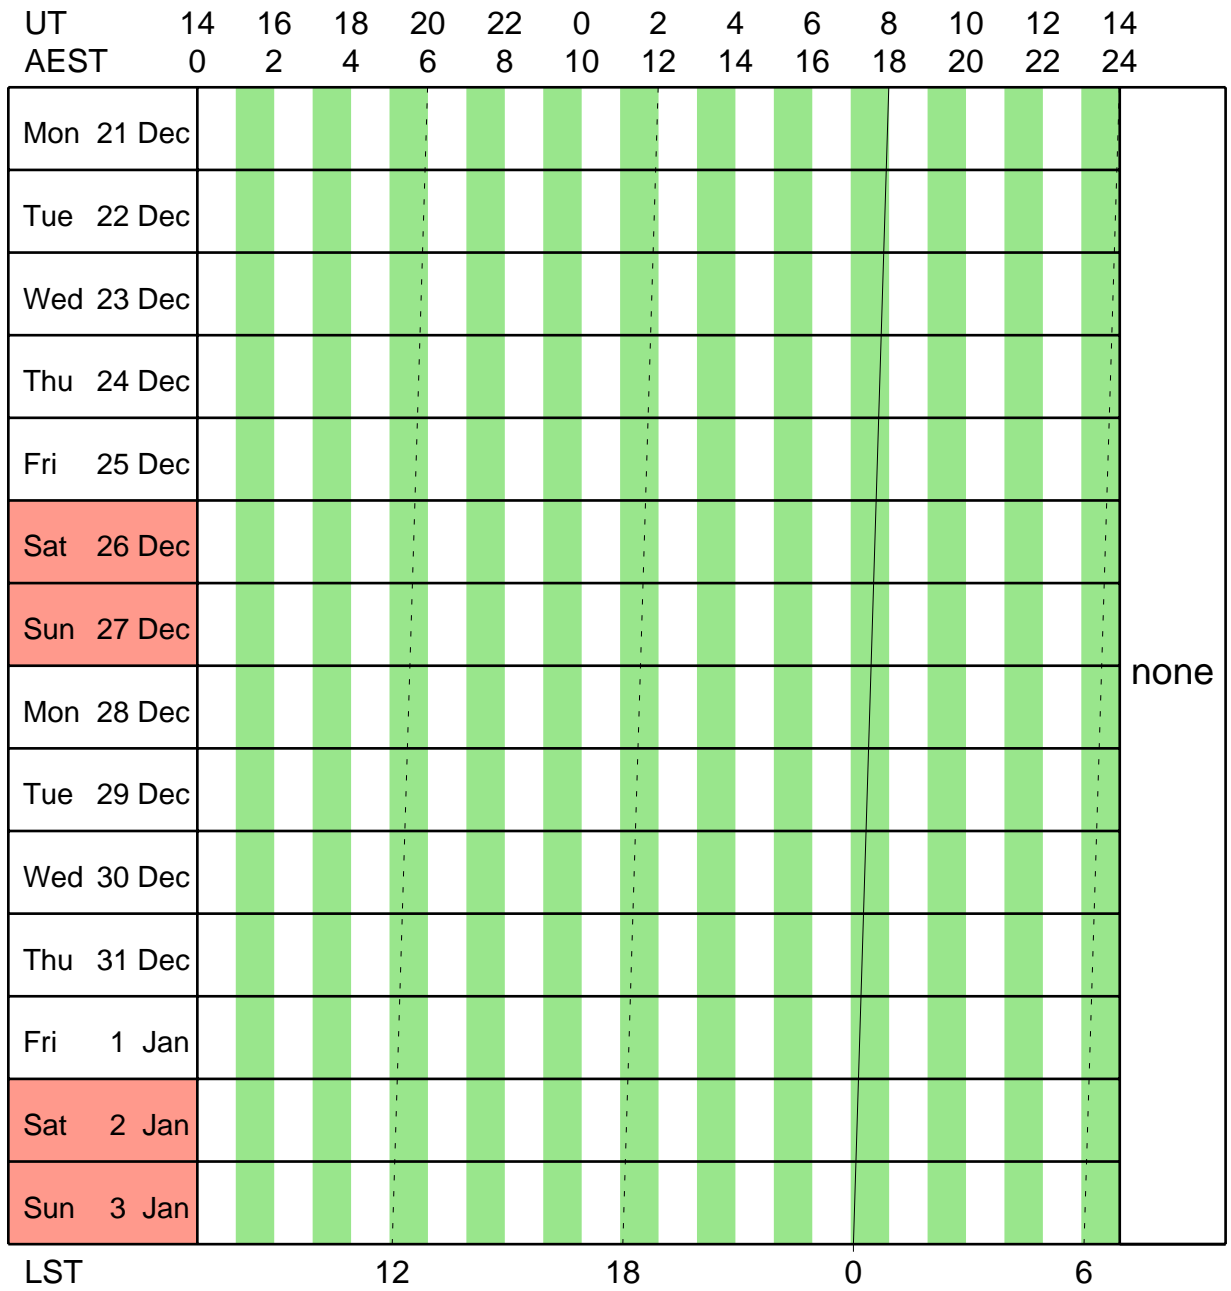 UT 14 16 18 20 22 0 2 4 6 8 10 12 14
AEST 0 2 4 6 8 10 12 14 16 18 20 22 24
Mon 21 Dec
Tue 22 Dec
Wed 23 Dec
Thu 24 Dec
Fri 25 Dec
Sat 26 Dec
Sun 27 Dec
none
Mon 28 Dec
Tue 29 Dec
Wed 30 Dec
Thu 31 Dec
Fri 1 Jan
Sat 2 Jan
Sun 3 Jan
LST 12 18 0 6